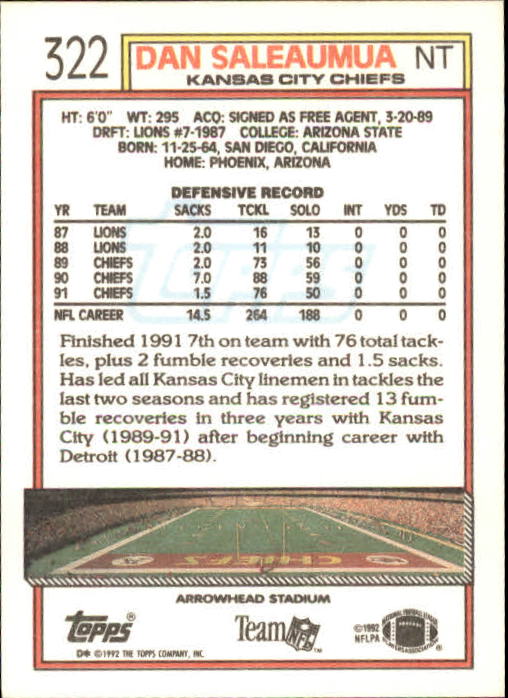 322 DAN SALEAUMUA NT
KANSAS CITY CHIEFS
HT: 6'0" WT: 295 ACQ: SIGNED AS FREE AGENT, 3-20-89
DRFT: LIONS #7-1987 COLLEGE: ARIZONA STATE
BORN: 11-25-64, SAN DIEGO, CALIFORNIA
HOME: PHOENIX, ARIZONA
DEFENSIVE RECORD
YR TEAM SACKS TCKL SOLO INT YDS TD
87 LIONS 2.0 16 13 0 0 0
88 LIONS 2.0 11 10 0 0 0
89 CHIEFS 2.0 73 56 0 0 0
90 CHIEFS 7.0 88 59 0 0 0
91 CHIEFS 1.5 76 50 0 0 0
NFL CAREER 14.5 264 188 0 0 0
TOPPS
Finished 1991 7th on team with 76 total tack-
les, plus 2 fumble recoveries and 1.5 sacks.
Has led all Kansas City linemen in tackles the
last two seasons and has registered 13 fum-
ble recoveries in three years with Kansas
City (1989-91) after beginning career with
Detroit (1987-88).
CHIEFS
ARROWHEAD STADIUM
TOPPS® Team NFL™ ©1992 NFLPA
D* ©1992 THE TOPPS COMPANY, INC.